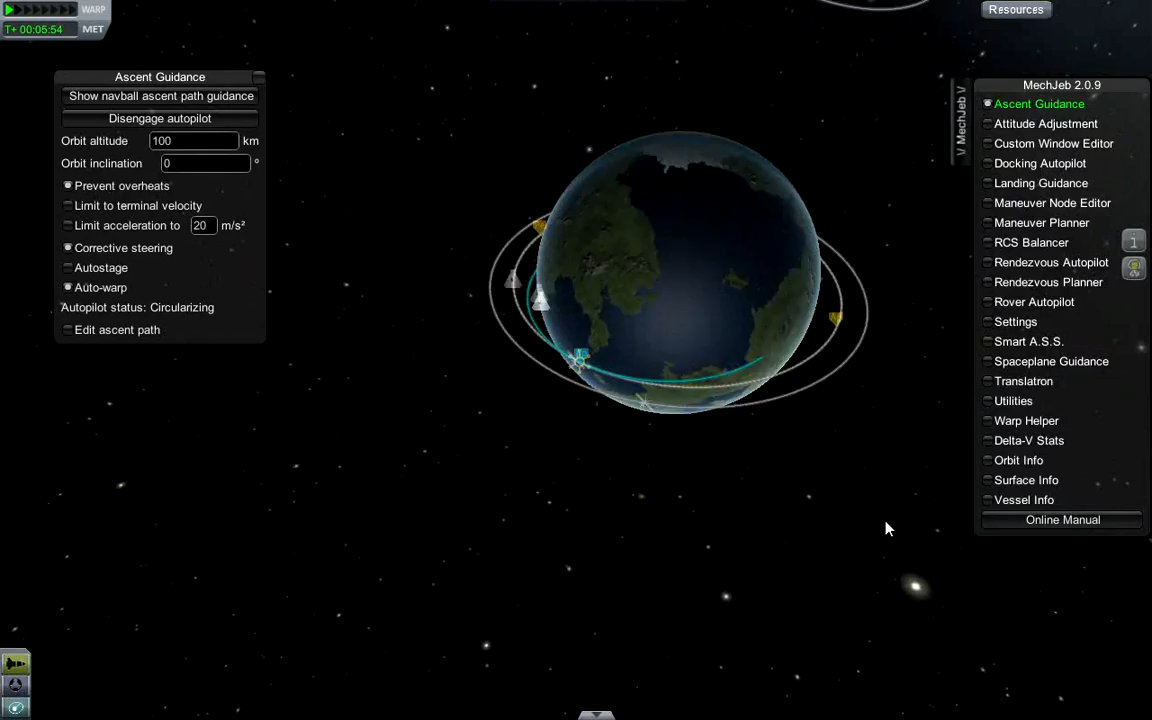 WARP
T+ 00:05:54 MET
Resources
Ascent Guidance
Show navball ascent path guidance
Disengage autopilot
Orbit altitude 100 km
Orbit inclination 0 °
Prevent overheats
Limit to terminal velocity
Limit acceleration to 20 m/s²
Corrective steering
Autostage
Auto-warp
Autopilot status: Circularizing
Edit ascent path
V MechJeb V
MechJeb 2.0.9
Ascent Guidance
Attitude Adjustment
Custom Window Editor
Docking Autopilot
Landing Guidance
Maneuver Node Editor
Maneuver Planner
RCS Balancer
Rendezvous Autopilot
Rendezvous Planner
Rover Autopilot
Settings
Smart A.S.S.
Spaceplane Guidance
Translatron
Utilities
Warp Helper
Delta-V Stats
Orbit Info
Surface Info
Vessel Info
Online Manual